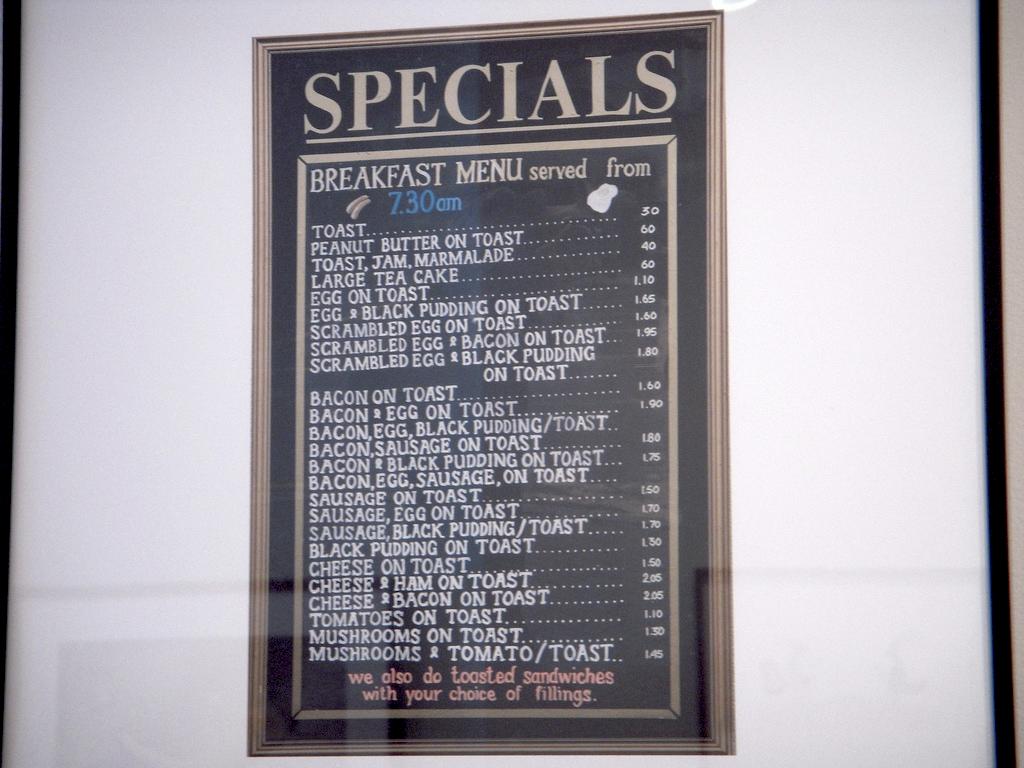 SPECIALS
BREAKFAST MENU served from
7.30am
TOAST.................... 30
PEANUT BUTTER ON TOAST............ 60
TOAST, JAM, MARMALADE............ 40
LARGE TEA CAKE.................... 60
EGG ON TOAST.................... 1.10
EGG & BLACK PUDDING ON TOAST...... 1.65
SCRAMBLED EGG ON TOAST............ 1.60
SCRAMBLED EGG & BACON ON TOAST... 1.95
SCRAMBLED EGG & BLACK PUDDING 1.80
ON TOAST.......
BACON ON TOAST.................... 1.60
BACON & EGG ON TOAST............ 1.90
BACON, EGG, BLACK PUDDING/TOAST..
BACON, SAUSAGE ON TOAST.......... 1.80
BACON & BLACK PUDDING ON TOAST... 1.75
BACON, EGG, SAUSAGE, ON TOAST....
SAUSAGE ON TOAST................ 1.50
SAUSAGE, EGG ON TOAST............ 1.70
SAUSAGE, BLACK PUDDING/TOAST..... 1.70
BLACK PUDDING ON TOAST........... 1.30
CHEESE ON TOAST.................. 1.50
CHEESE & HAM ON TOAST............ 2.05
CHEESE & BACON ON TOAST.......... 2.05
TOMATOES ON TOAST................ 1.10
MUSHROOMS ON TOAST.............. 1.30
MUSHROOMS & TOMATO/TOAST.. 1.45
we also do toasted sandwiches
with your choice of fillings.